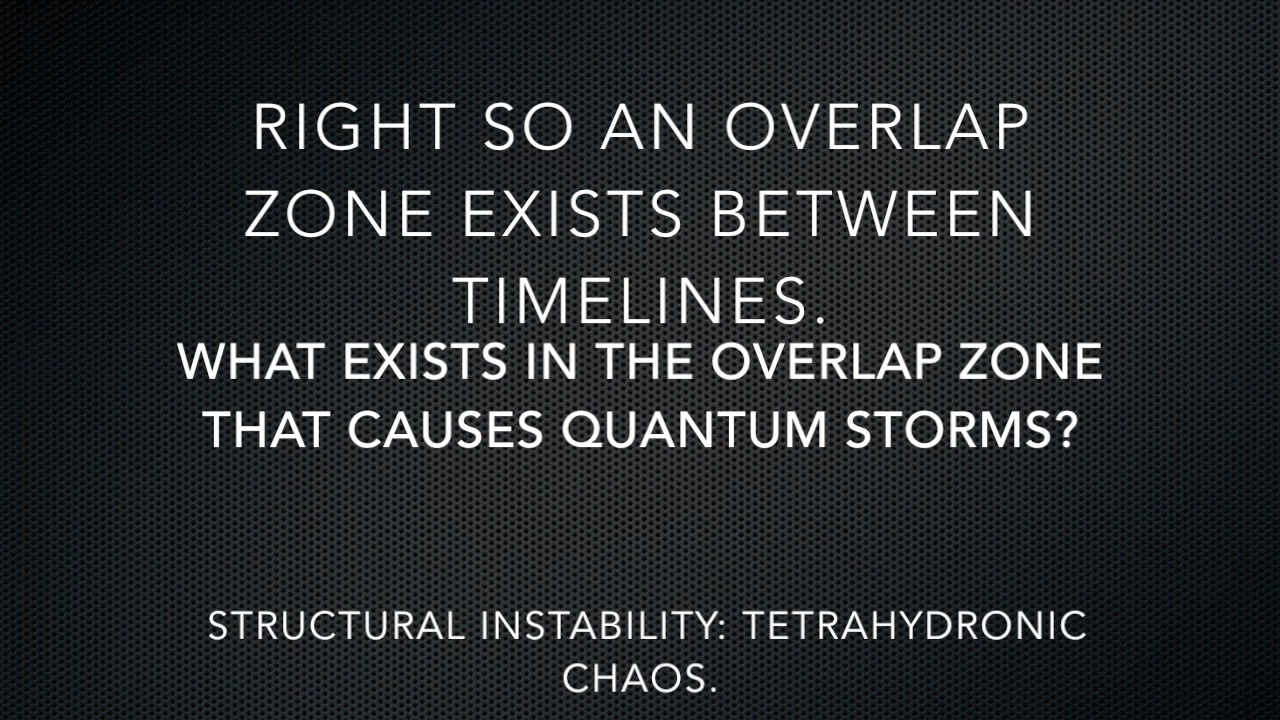 RIGHT SO AN OVERLAP
ZONE EXISTS BETWEEN
TIMELINES.
WHAT EXISTS IN THE OVERLAP ZONE
THAT CAUSES QUANTUM STORMS?
STRUCTURAL INSTABILITY: TETRAHYDRONIC
CHAOS.